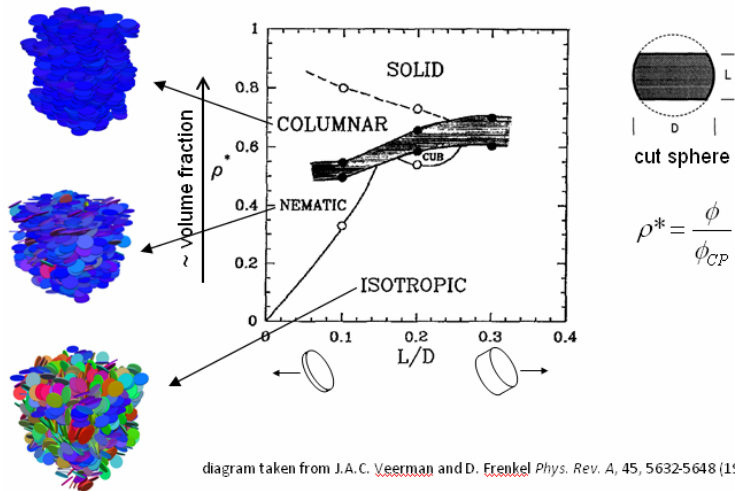 1
0.8
0.6
0.4
0.2
0
~ volume fraction
ρ*
SOLID
COLUMNAR
CUB
NEMATIC
ISOTROPIC
0 0.1 0.2 0.3 0.4
L/D
L
D
cut sphere
ρ* = φ / φCP
diagram taken from J.A.C. Veerman and D. Frenkel Phys. Rev. A, 45, 5632-5648 (19